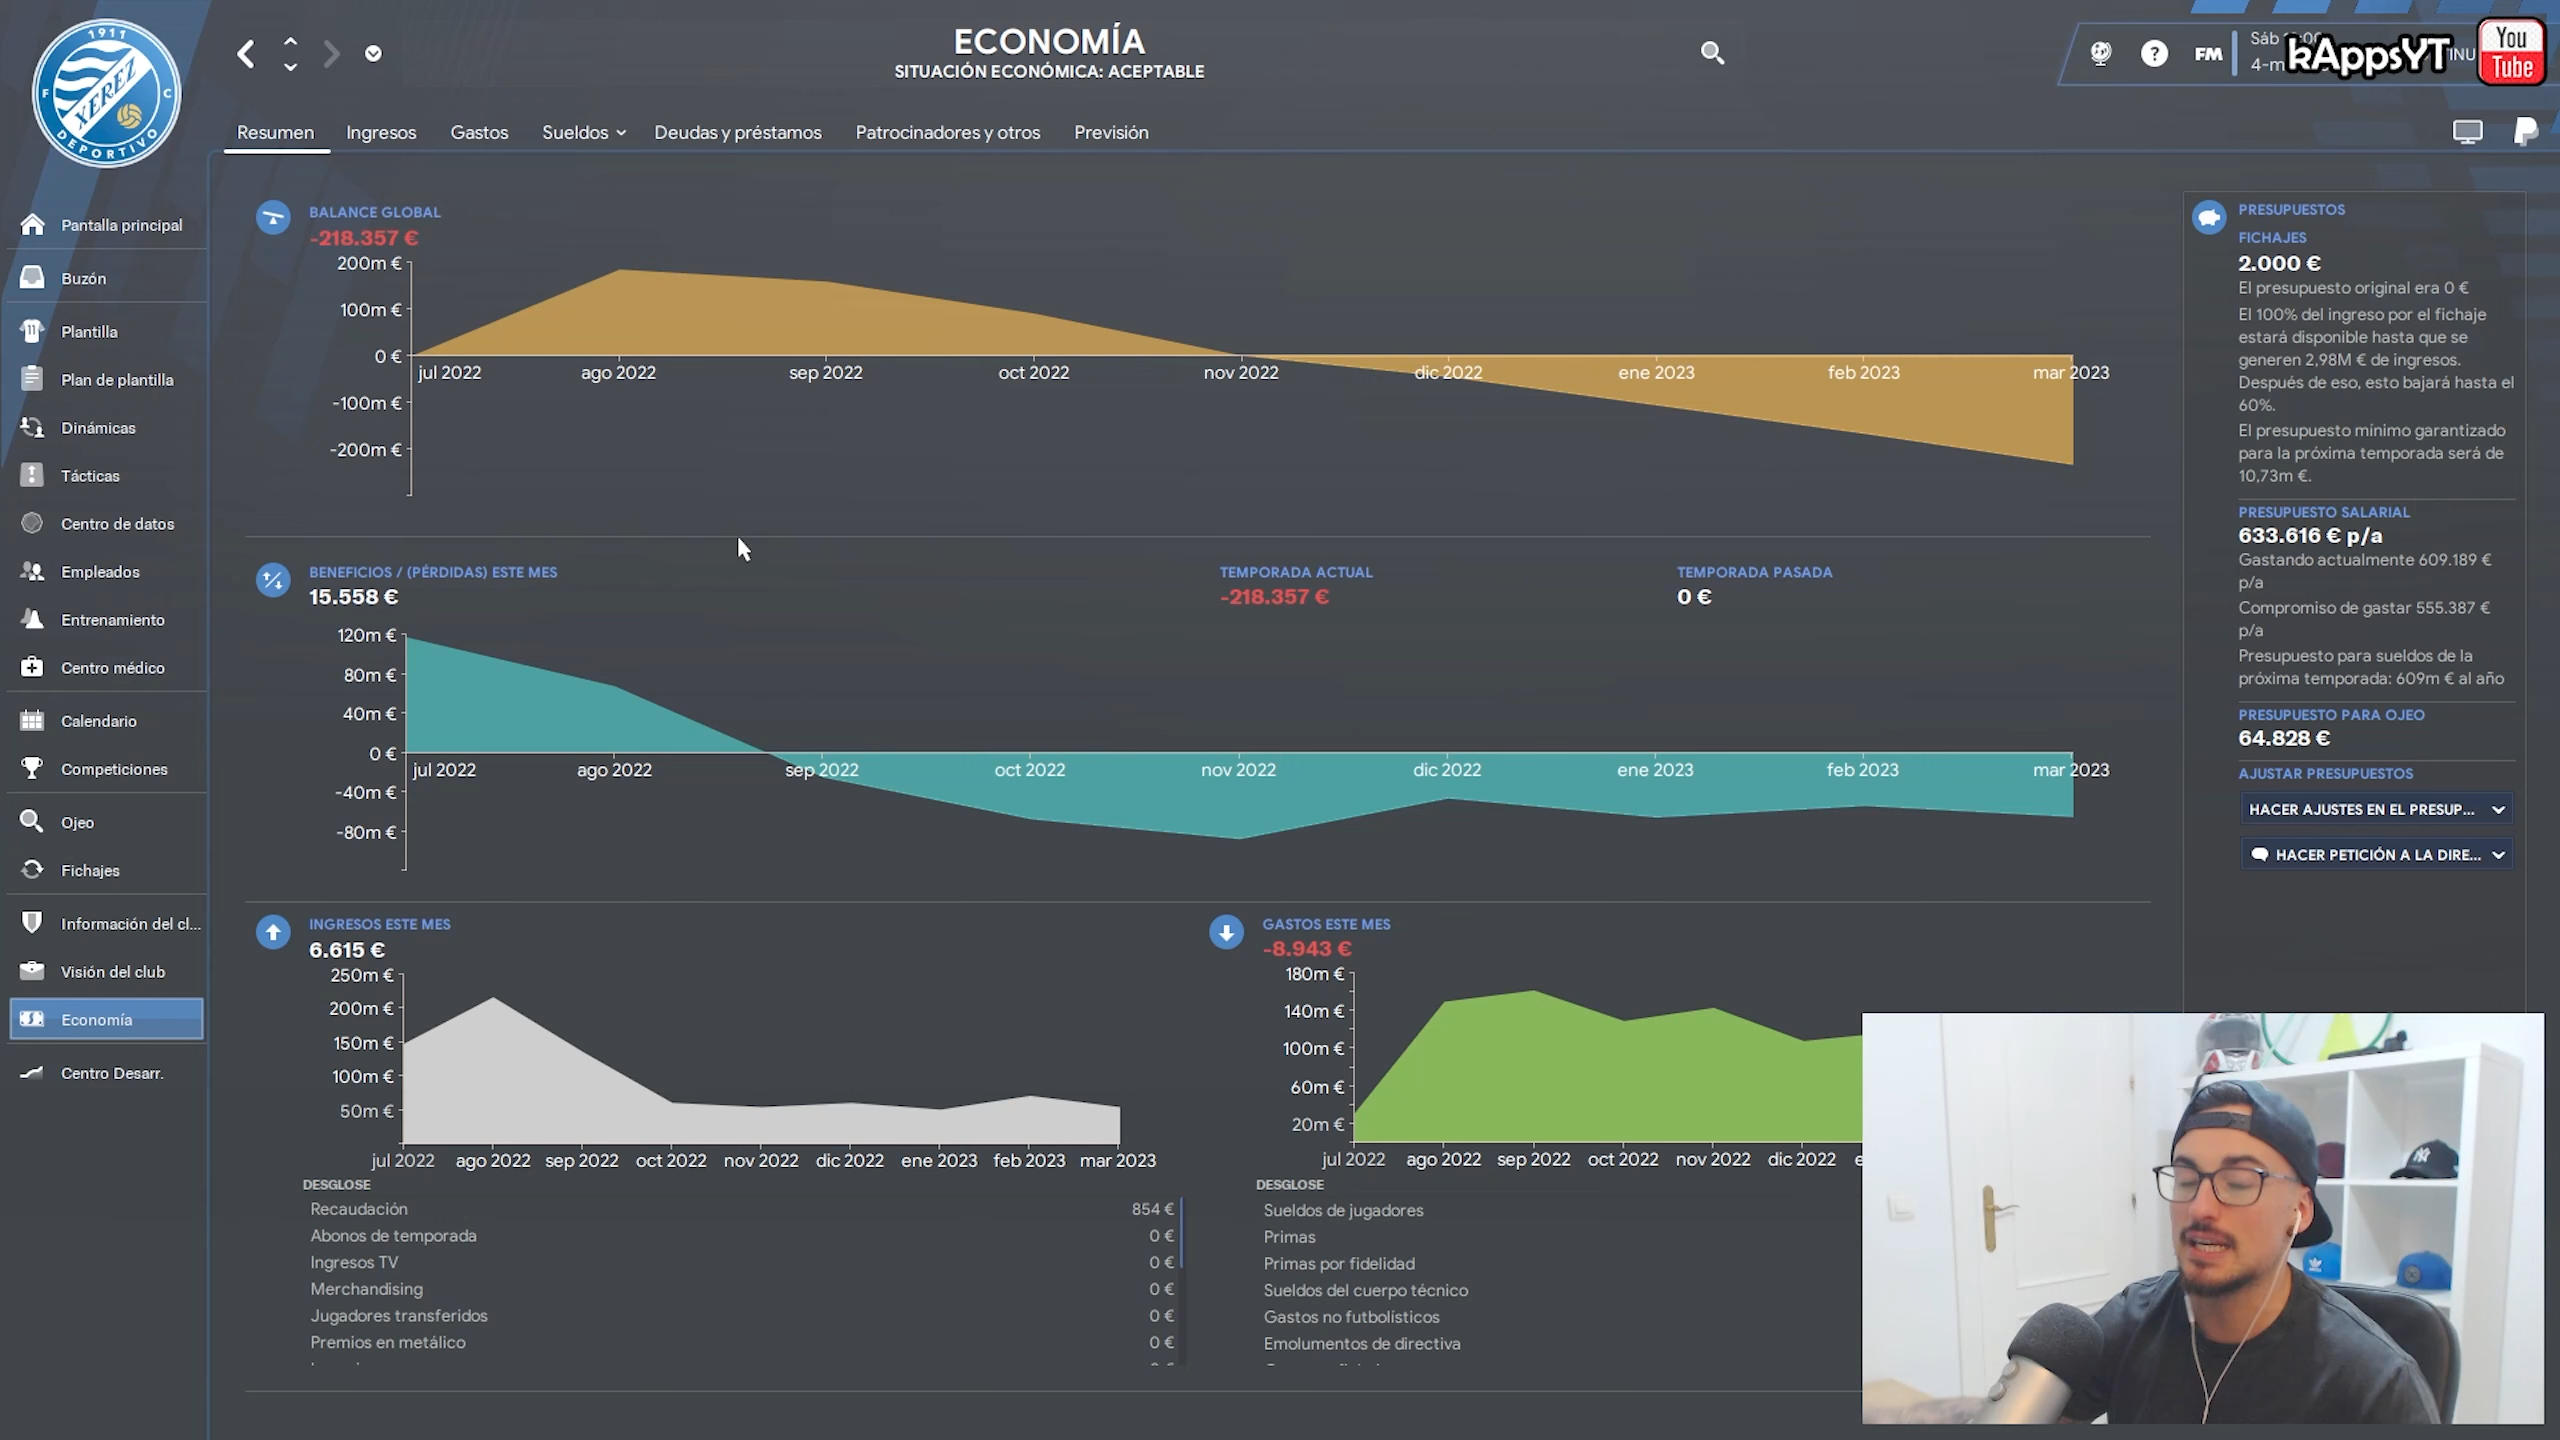 1911
XEREZ
F C
DEPORTIVO
ECONOMÍA
SITUACIÓN ECONÓMICA: ACEPTABLE
FM
Sáb
4-m
kAppsYT
You
Tube
Resumen
Ingresos
Gastos
Sueldos
Deudas y préstamos
Patrocinadores y otros
Previsión
Pantalla principal
Buzón
Plantilla
Plan de plantilla
Dinámicas
Tácticas
Centro de datos
Empleados
Entrenamiento
Centro médico
Calendario
Competiciones
Ojeo
Fichajes
Información del cl...
Visión del club
Economía
Centro Desarr.
BALANCE GLOBAL
-218.357 €
200m €
100m €
0 €
-100m €
-200m €
jul 2022
ago 2022
sep 2022
oct 2022
nov 2022
dic 2022
ene 2023
feb 2023
mar 2023
BENEFICIOS / (PÉRDIDAS) ESTE MES
15.558 €
TEMPORADA ACTUAL
-218.357 €
TEMPORADA PASADA
0 €
120m €
80m €
40m €
0 €
-40m €
-80m €
jul 2022
ago 2022
sep 2022
oct 2022
nov 2022
dic 2022
ene 2023
feb 2023
mar 2023
INGRESOS ESTE MES
6.615 €
250m €
200m €
150m €
100m €
50m €
jul 2022
ago 2022
sep 2022
oct 2022
nov 2022
dic 2022
ene 2023
feb 2023
mar 2023
DESGLOSE
Recaudación 854 €
Abonos de temporada 0 €
Ingresos TV 0 €
Merchandising 0 €
Jugadores transferidos 0 €
Premios en metálico 0 €
GASTOS ESTE MES
-8.943 €
180m €
140m €
100m €
60m €
20m €
jul 2022
ago 2022
sep 2022
oct 2022
nov 2022
dic 2022
DESGLOSE
Sueldos de jugadores
Primas
Primas por fidelidad
Sueldos del cuerpo técnico
Gastos no futbolísticos
Emolumentos de directiva
PRESUPUESTOS
FICHAJES
2.000 €
El presupuesto original era 0 €
El 100% del ingreso por el fichaje
estará disponible hasta que se
generen 2,98M € de ingresos.
Después de eso, esto bajará hasta el
60%.
El presupuesto mínimo garantizado
para la próxima temporada será de
10,73m €.
PRESUPUESTO SALARIAL
633.616 € p/a
Gastando actualmente 609.189 €
p/a
Compromiso de gastar 555.387 €
p/a
Presupuesto para sueldos de la
próxima temporada: 609m € al año
PRESUPUESTO PARA OJEO
64.828 €
AJUSTAR PRESUPUESTOS
HACER AJUSTES EN EL PRESUP...
HACER PETICIÓN A LA DIRE...